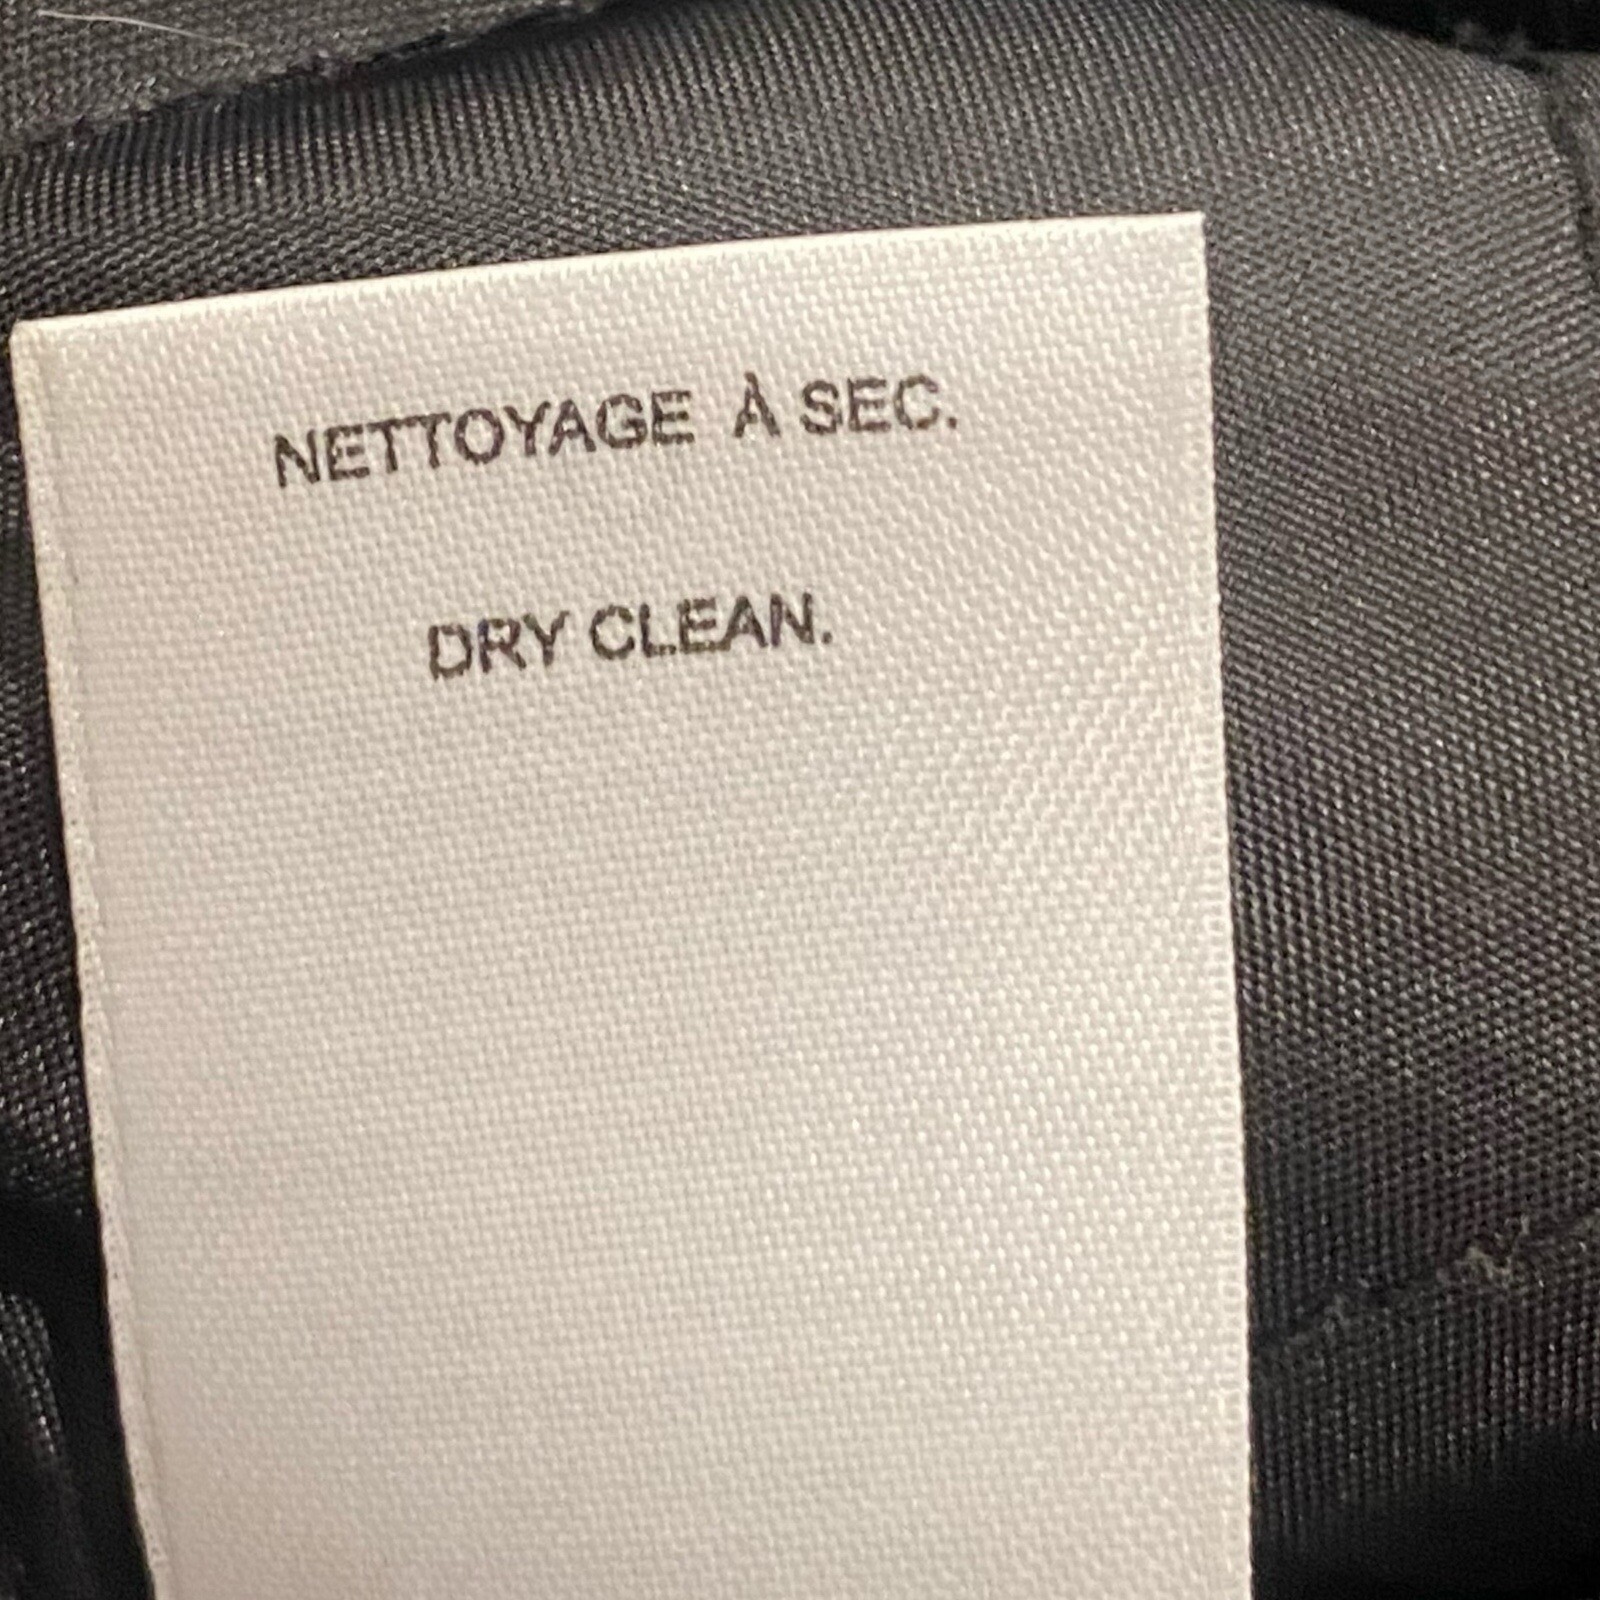 NETTOYAGE À SEC.
DRY CLEAN.